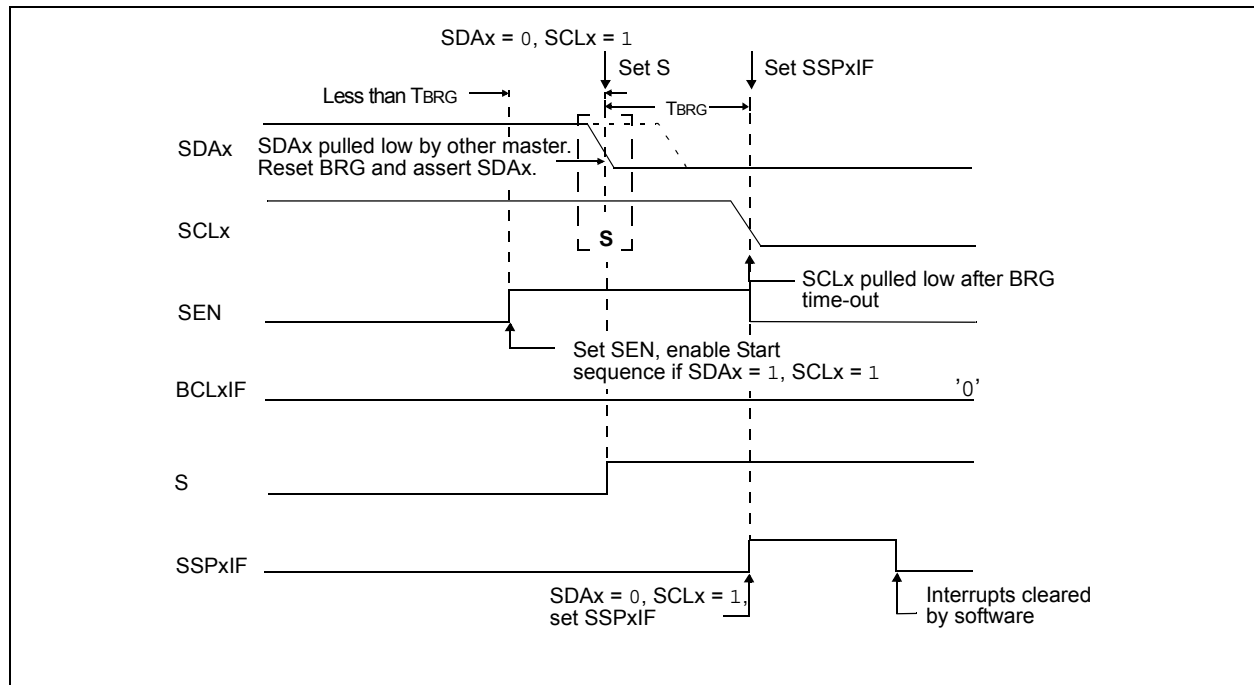 SDAx = 0, SCLx = 1
Set S
Set SSPxIF
Less than TBRG
TBRG
SDAx
SDAx pulled low by other master.
Reset BRG and assert SDAx.
SCLx
S
SCLx pulled low after BRG
time-out
SEN
Set SEN, enable Start
sequence if SDAx = 1, SCLx = 1
BCLxIF
'0'
S
SSPxIF
SDAx = 0, SCLx = 1,
set SSPxIF
Interrupts cleared
by software